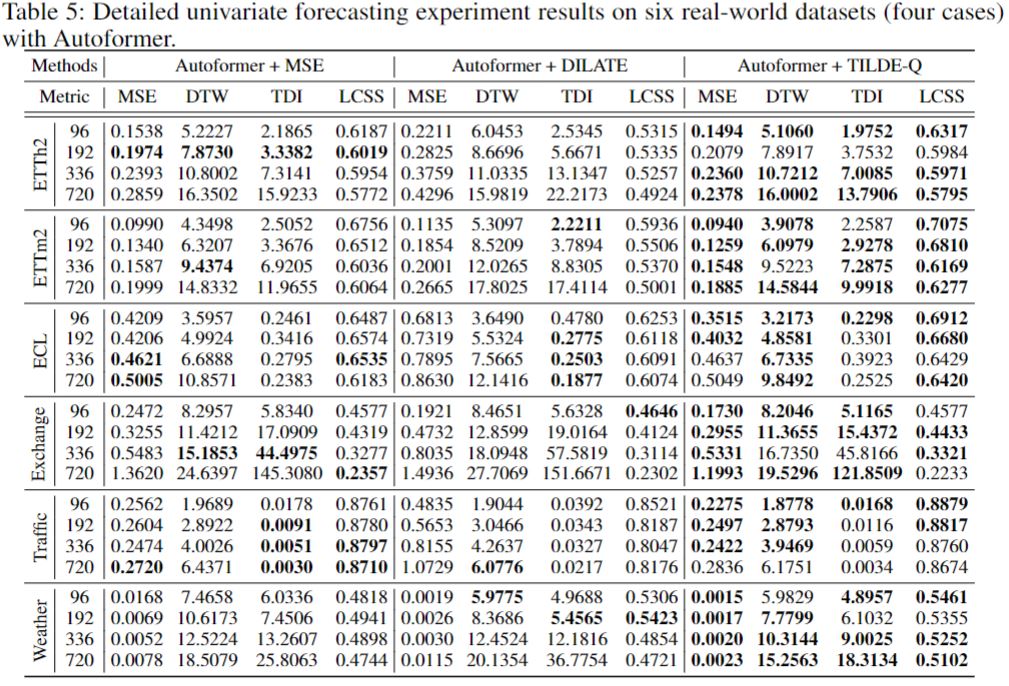 Table 5: Detailed univariate forecasting experiment results on six real-world datasets (four cases)
with Autoformer.
Methods Autoformer + MSE Autoformer + DILATE Autoformer + TILDE-Q
Metric MSE DTW TDI LCSS MSE DTW TDI LCSS MSE DTW TDI LCSS
ETTh2
96 0.1538 5.2227 2.1865 0.6187 0.2211 6.0453 2.5345 0.5315 0.1494 5.1060 1.9752 0.6317
192 0.1974 7.8730 3.3382 0.6019 0.2825 8.6696 5.6671 0.5335 0.2079 7.8917 3.7532 0.5984
336 0.2393 10.8002 7.3141 0.5954 0.3759 11.0335 13.1347 0.5257 0.2360 10.7212 7.0085 0.5971
720 0.2859 16.3502 15.9233 0.5772 0.4296 15.9819 22.2173 0.4924 0.2378 16.0002 13.7906 0.5795
ETTm2
96 0.0990 4.3498 2.5052 0.6756 0.1135 5.3097 2.2211 0.5936 0.0940 3.9078 2.2587 0.7075
192 0.1340 6.3207 3.3676 0.6512 0.1854 8.5209 3.7894 0.5506 0.1259 6.0979 2.9278 0.6810
336 0.1587 9.4374 6.9205 0.6036 0.2001 12.0265 8.8305 0.5370 0.1548 9.5223 7.2875 0.6169
720 0.1999 14.8332 11.9655 0.6064 0.2665 17.8025 17.4114 0.5001 0.1885 14.5844 9.9918 0.6277
ECL
96 0.4209 3.5957 0.2461 0.6487 0.6813 3.6490 0.4780 0.6253 0.3515 3.2173 0.2298 0.6912
192 0.4206 4.9924 0.3416 0.6574 0.7319 5.5324 0.2775 0.6118 0.4032 4.8581 0.3301 0.6680
336 0.4621 6.6888 0.2795 0.6535 0.7895 7.5665 0.2503 0.6091 0.4637 6.7335 0.3923 0.6429
720 0.5005 10.8571 0.2383 0.6183 0.8630 12.1416 0.1877 0.6074 0.5049 9.8492 0.2525 0.6420
Exchange
96 0.2472 8.2957 5.8340 0.4577 0.1921 8.4651 5.6328 0.4646 0.1730 8.2046 5.1165 0.4577
192 0.3255 11.4212 17.0909 0.4319 0.4732 12.8599 19.0164 0.4124 0.2955 11.3655 15.4372 0.4433
336 0.5483 15.1853 44.4975 0.3277 0.8035 18.0948 57.5819 0.3114 0.5331 16.7350 45.8166 0.3321
720 1.3620 24.6397 145.3080 0.2357 1.4936 27.7069 151.6671 0.2302 1.1993 19.5296 121.8509 0.2233
Traffic
96 0.2562 1.9689 0.0178 0.8761 0.4835 1.9044 0.0392 0.8521 0.2275 1.8778 0.0168 0.8879
192 0.2604 2.8922 0.0091 0.8780 0.5653 3.0466 0.0343 0.8187 0.2497 2.8793 0.0116 0.8817
336 0.2474 4.0026 0.0051 0.8797 0.8155 4.2637 0.0327 0.8047 0.2422 3.9469 0.0059 0.8760
720 0.2720 6.4371 0.0030 0.8710 1.0729 6.0776 0.0217 0.8176 0.2836 6.1751 0.0034 0.8674
Weather
96 0.0168 7.4658 6.0336 0.4818 0.0019 5.9775 4.9688 0.5306 0.0015 5.9829 4.8957 0.5461
192 0.0069 10.6173 7.4506 0.4941 0.0026 8.3686 5.4565 0.5423 0.0017 7.7799 6.1032 0.5355
336 0.0052 12.5224 13.2607 0.4898 0.0030 12.4524 12.1816 0.4854 0.0020 10.3144 9.0025 0.5252
720 0.0078 18.5079 25.8063 0.4744 0.0115 20.1354 36.7754 0.4721 0.0023 15.2563 18.3134 0.5102